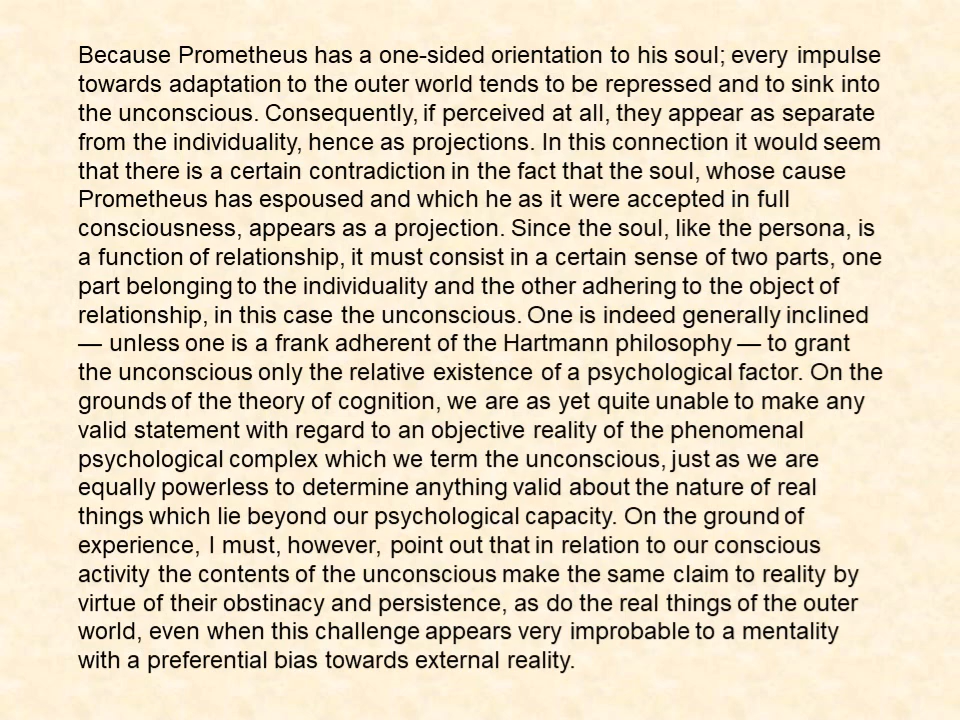 Because Prometheus has a one-sided orientation to his soul; every impulse
towards adaptation to the outer world tends to be repressed and to sink into
the unconscious. Consequently, if perceived at all, they appear as separate
from the individuality, hence as projections. In this connection it would seem
that there is a certain contradiction in the fact that the soul, whose cause
Prometheus has espoused and which he as it were accepted in full
consciousness, appears as a projection. Since the soul, like the persona, is
a function of relationship, it must consist in a certain sense of two parts, one
part belonging to the individuality and the other adhering to the object of
relationship, in this case the unconscious. One is indeed generally inclined
— unless one is a frank adherent of the Hartmann philosophy — to grant
the unconscious only the relative existence of a psychological factor. On the
grounds of the theory of cognition, we are as yet quite unable to make any
valid statement with regard to an objective reality of the phenomenal
psychological complex which we term the unconscious, just as we are
equally powerless to determine anything valid about the nature of real
things which lie beyond our psychological capacity. On the ground of
experience, I must, however, point out that in relation to our conscious
activity the contents of the unconscious make the same claim to reality by
virtue of their obstinacy and persistence, as do the real things of the outer
world, even when this challenge appears very improbable to a mentality
with a preferential bias towards external reality.